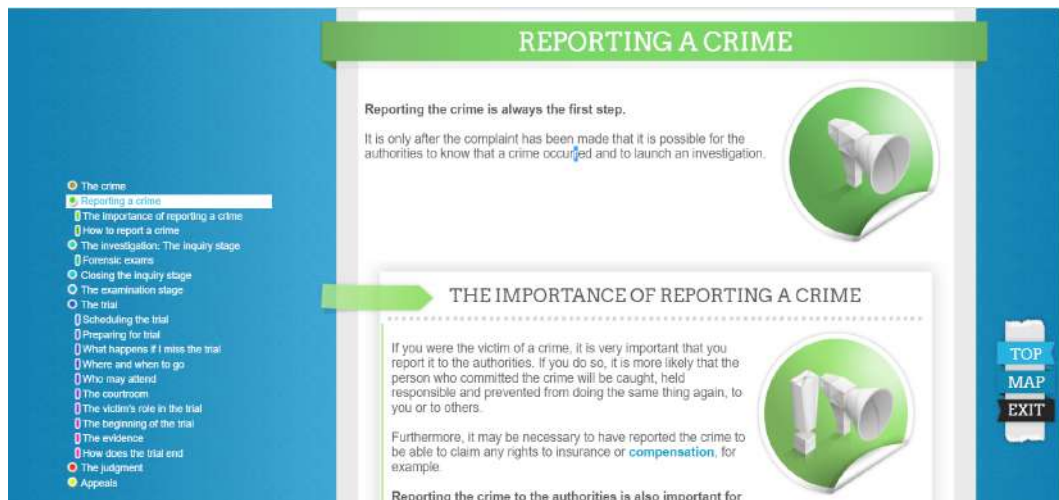 REPORTING A CRIME
Reporting the crime is always the first step.
It is only after the complaint has been made that it is possible for the
authorities to know that a crime occurred and to launch an investigation.
The crime
Reporting a crime
The importance of reporting a crime
How to report a crime
The investigation: The inquiry stage
Forensic exams
Closing the inquiry stage
The examination stage
The trial
Scheduling the trial
Preparing for trial
What happens if I miss the trial
Where and when to go
Who may attend
The courtroom
The victim's role in the trial
The beginning of the trial
The evidence
How does the trial end
The judgment
Appeals
THE IMPORTANCE OF REPORTING A CRIME
If you were the victim of a crime, it is very important that you
report it to the authorities. If you do so, it is more likely that the
person who committed the crime will be caught, held
responsible and prevented from doing the same thing again, to
you or to others.
Furthermore, it may be necessary to have reported the crime to
be able to claim any rights to insurance or compensation, for
example.
Reporting the crime to the authorities is also important for
TOP
MAP
EXIT